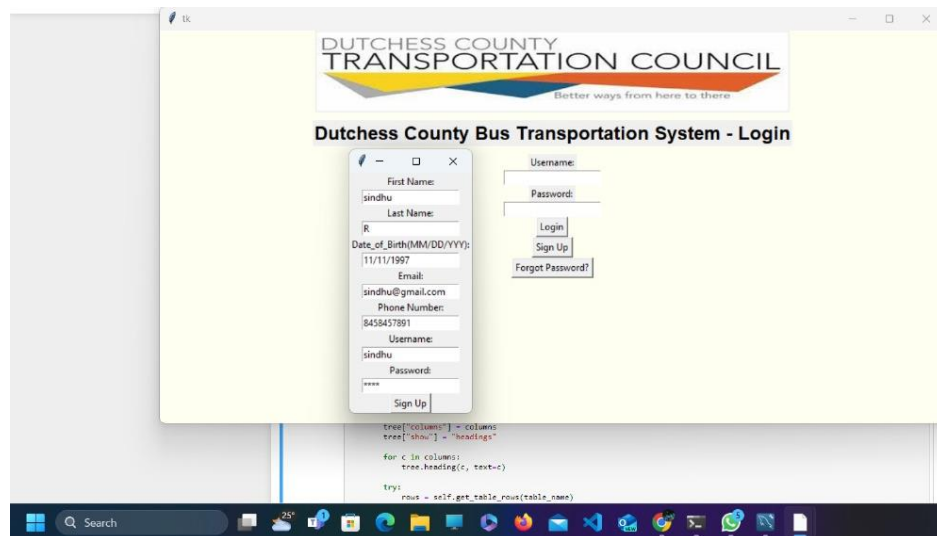 tk
DUTCHESS COUNTY
TRANSPORTATION COUNCIL
Better ways from here to there
Dutchess County Bus Transportation System - Login
First Name:
sindhu
Last Name:
R
Date_of_Birth(MM/DD/YYY):
11/11/1997
Email:
sindhu@gmail.com
Phone Number:
8458457891
Username:
sindhu
Password:
****
Sign Up
Username:
Password:
Login
Sign Up
Forgot Password?
tree["columns"] = columns
tree["show"] = "headings"
for c in columns:
tree.heading(c, text=c)
try:
rows = self.get_table_rows(table_name)
Search
25°